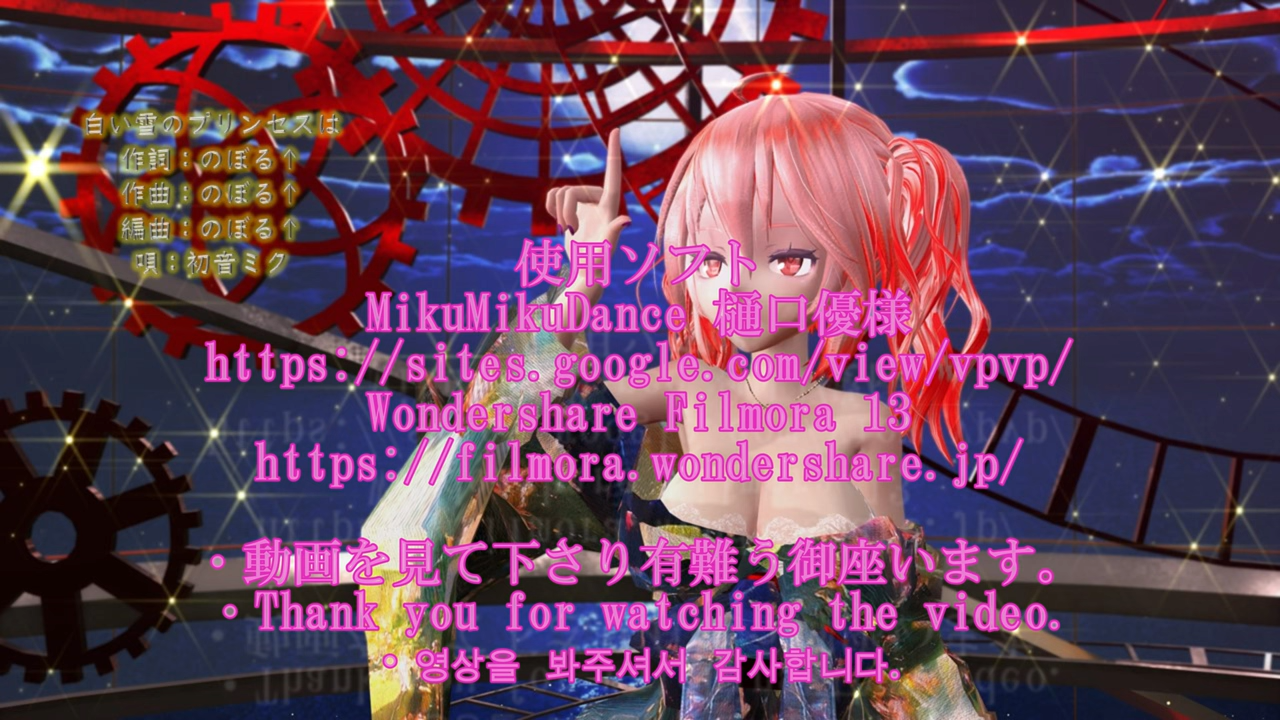 白い雪のプリンセスは
作詞：のぼる↑
作曲：のぼる↑
編曲：のぼる↑
唄：初音ミク
使用ソフト
MikuMikuDance 樋口優様
https://sites.google.com/view/vpvp/
Wondershare Filmora 13
https://filmora.wondershare.jp/
・動画を見て下さり有難う御座います。
・Thank you for watching the video.
・영상을 봐주셔서 감사합니다.